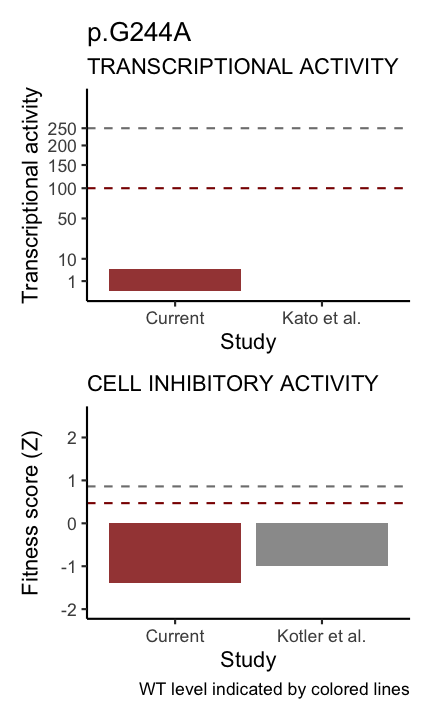 p.G244A
TRANSCRIPTIONAL ACTIVITY
Transcriptional activity
250
200
150
100
50
10
1
Current
Kato et al.
Study
CELL INHIBITORY ACTIVITY
Fitness score (Z)
2
1
0
-1
-2
Current
Kotler et al.
Study
WT level indicated by colored lines